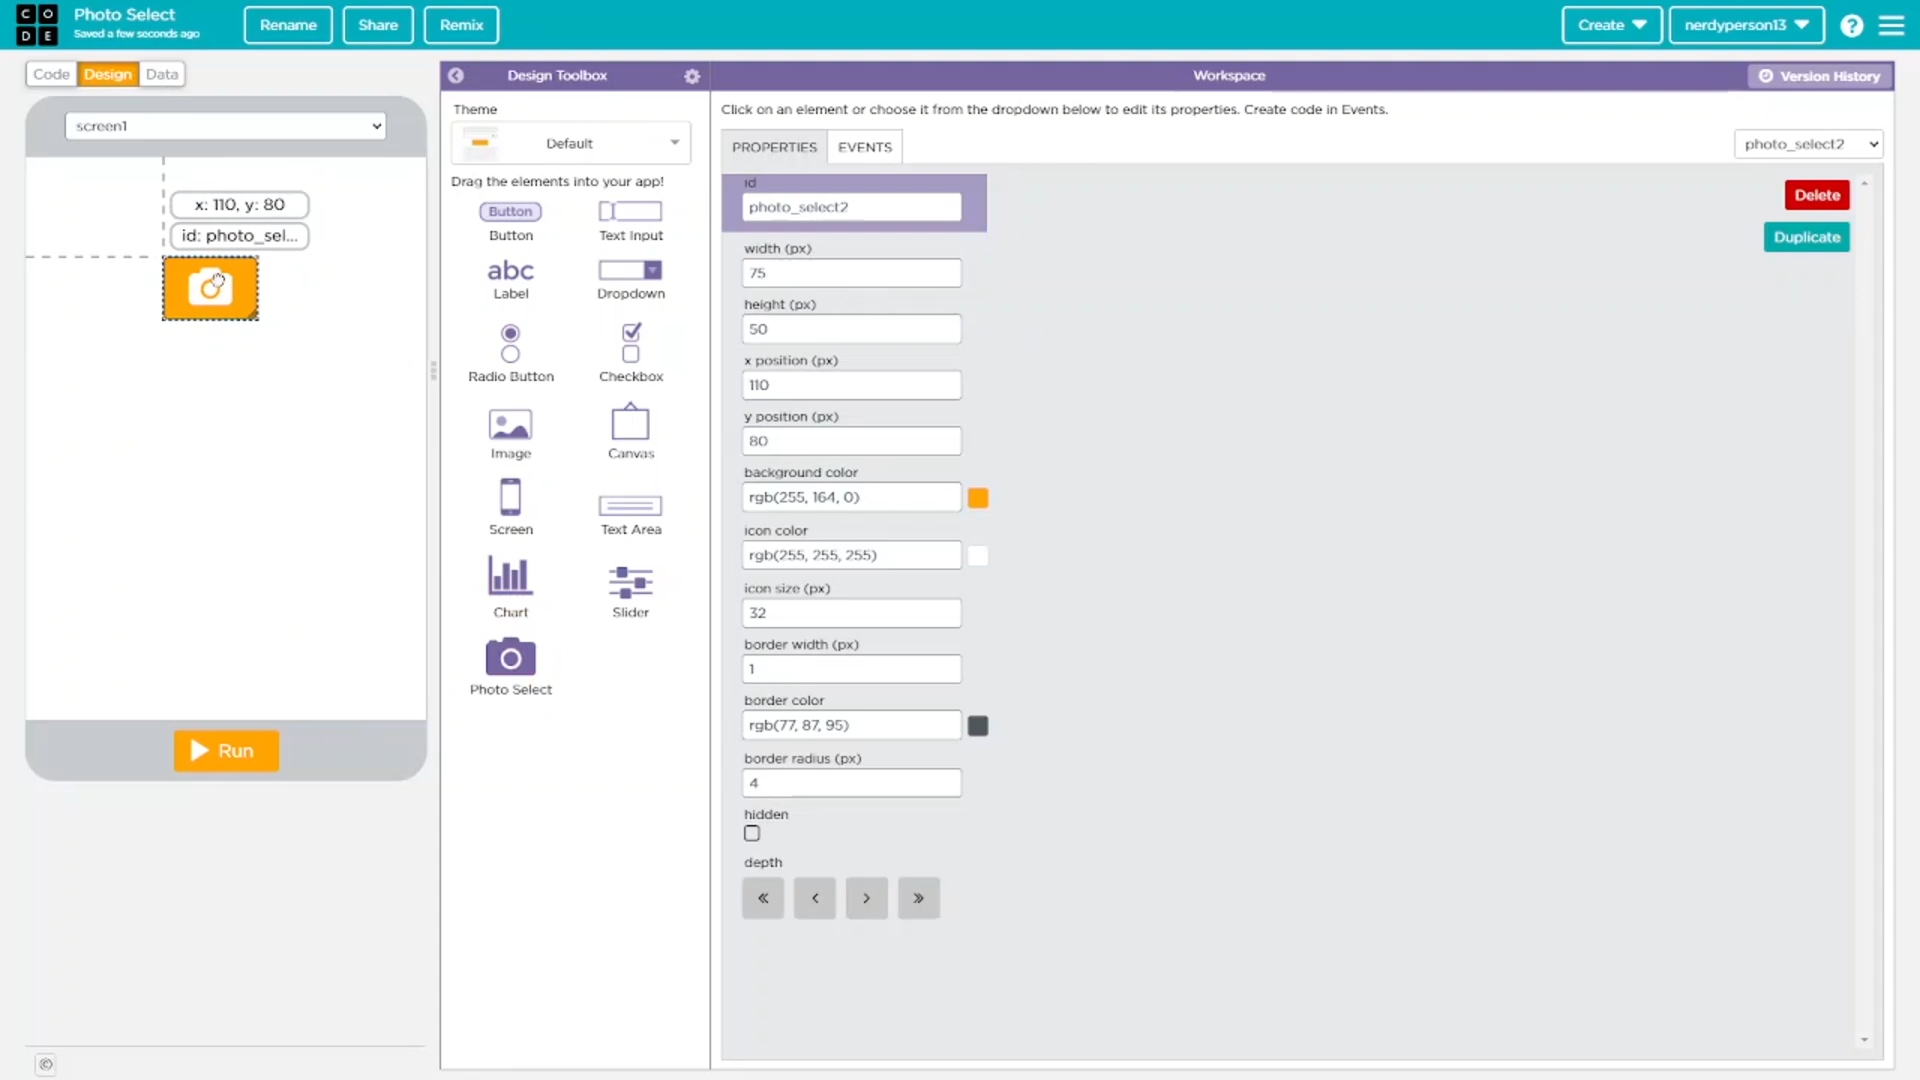 CODE
Photo Select
Saved a few seconds ago
Rename
Share
Remix
Create
nerdyperson13
?
Code
Design
Data
Design Toolbox
Workspace
Version History
screen1
Theme
Default
Drag the elements into your app!
Button
Button
Text Input
abc
Label
Dropdown
Radio Button
Checkbox
Image
Canvas
Screen
Text Area
Chart
Slider
Photo Select
x: 110, y: 80
id: photo_sel...
Run
Click on an element or choose it from the dropdown below to edit its properties. Create code in Events.
PROPERTIES
EVENTS
photo_select2
Delete
Duplicate
id
photo_select2
width (px)
75
height (px)
50
x position (px)
110
y position (px)
80
background color
rgb(255, 164, 0)
icon color
rgb(255, 255, 255)
icon size (px)
32
border width (px)
1
border color
rgb(77, 87, 95)
border radius (px)
4
hidden
depth
«
‹
›
»
©